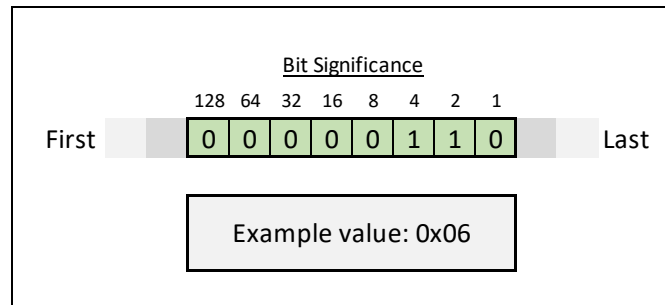 Bit Significance
128 64 32 16 8 4 2 1
First 0 0 0 0 0 1 1 0 Last
Example value: 0x06